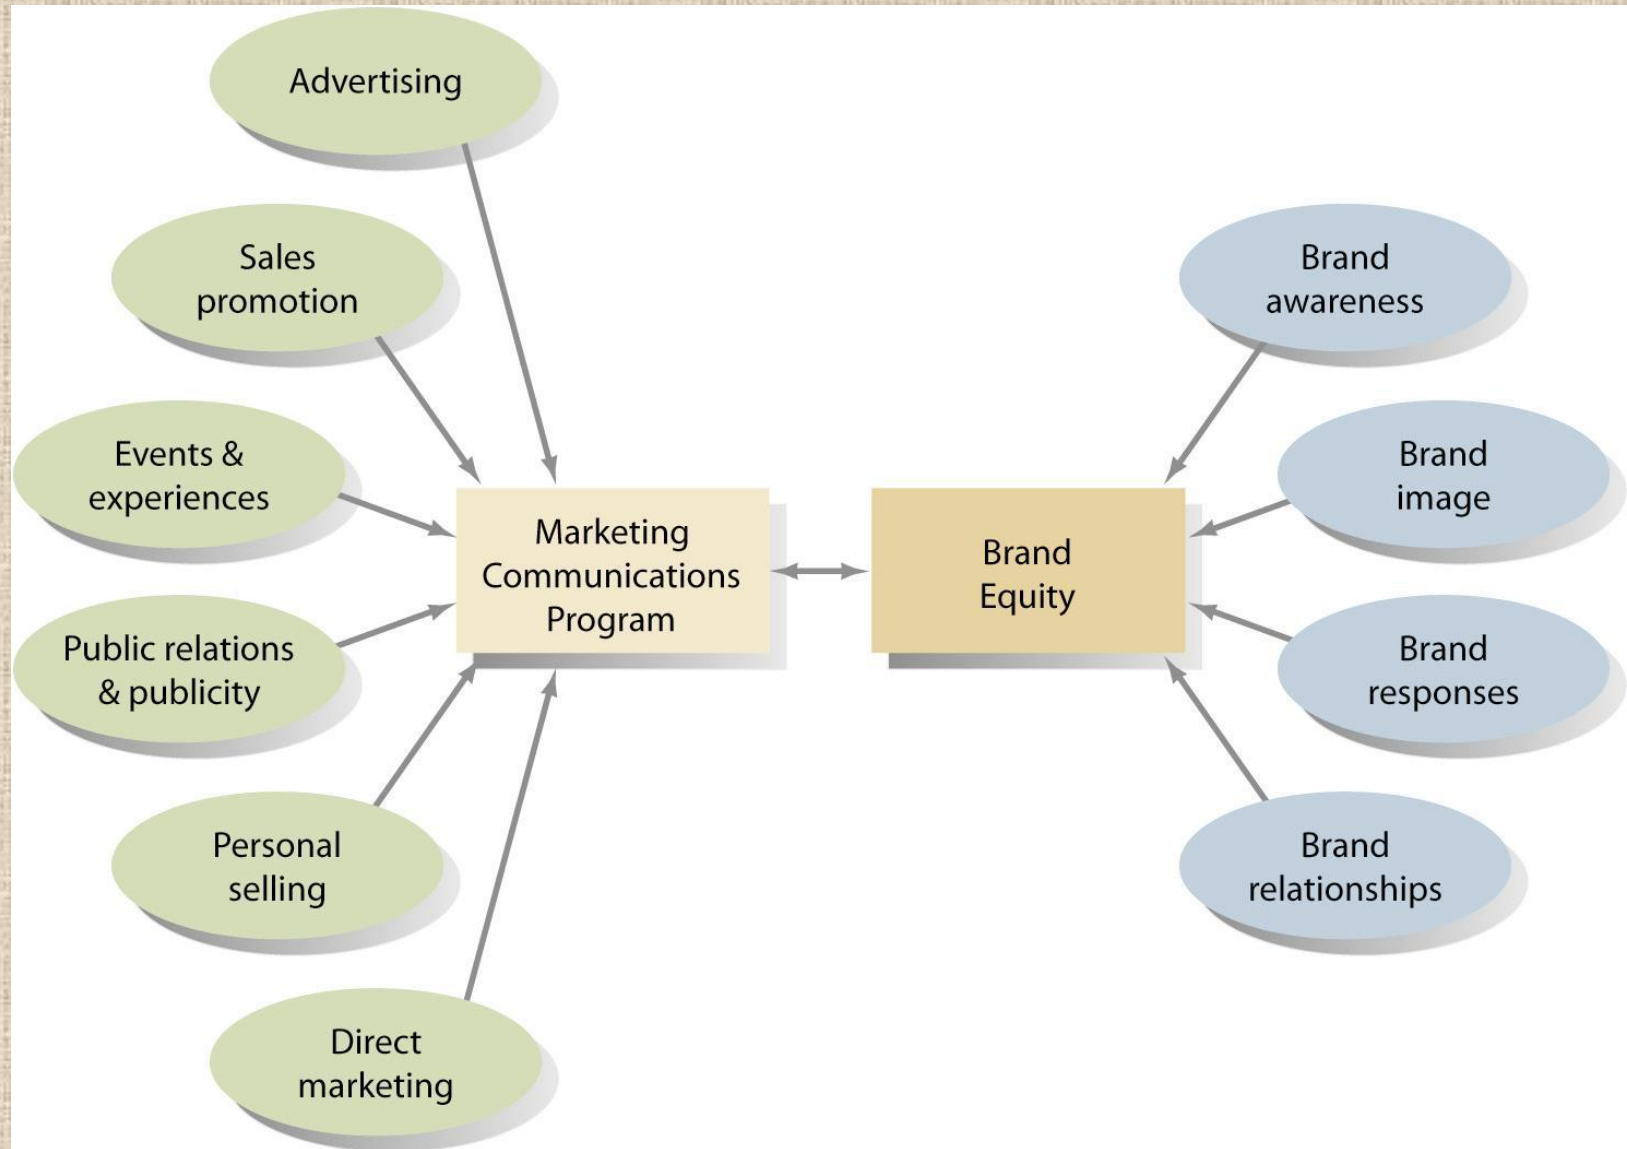 Advertising
Sales
promotion
Events &
experiences
Public relations
& publicity
Personal
selling
Direct
marketing
Marketing
Communications
Program
Brand
Equity
Brand
awareness
Brand
image
Brand
responses
Brand
relationships